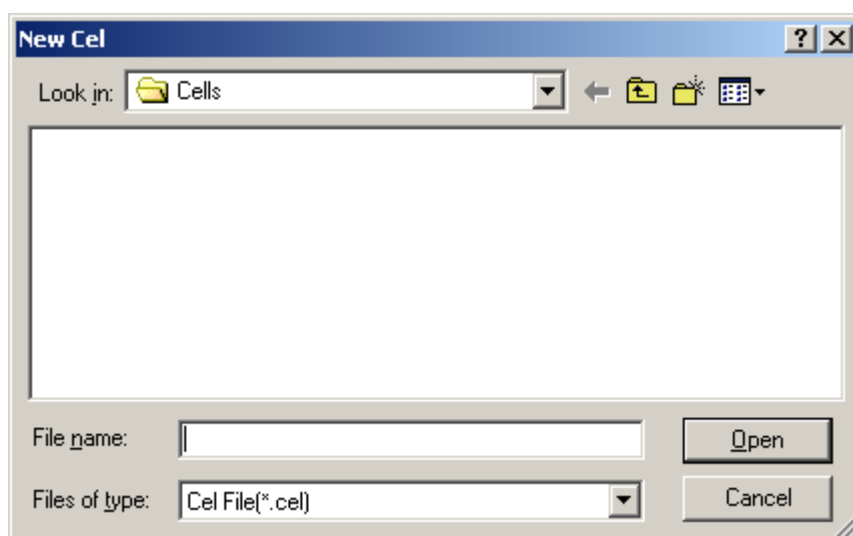 New Cel
Look in: Cells
File name:
Open
Files of type: Cel File(*.cel)
Cancel